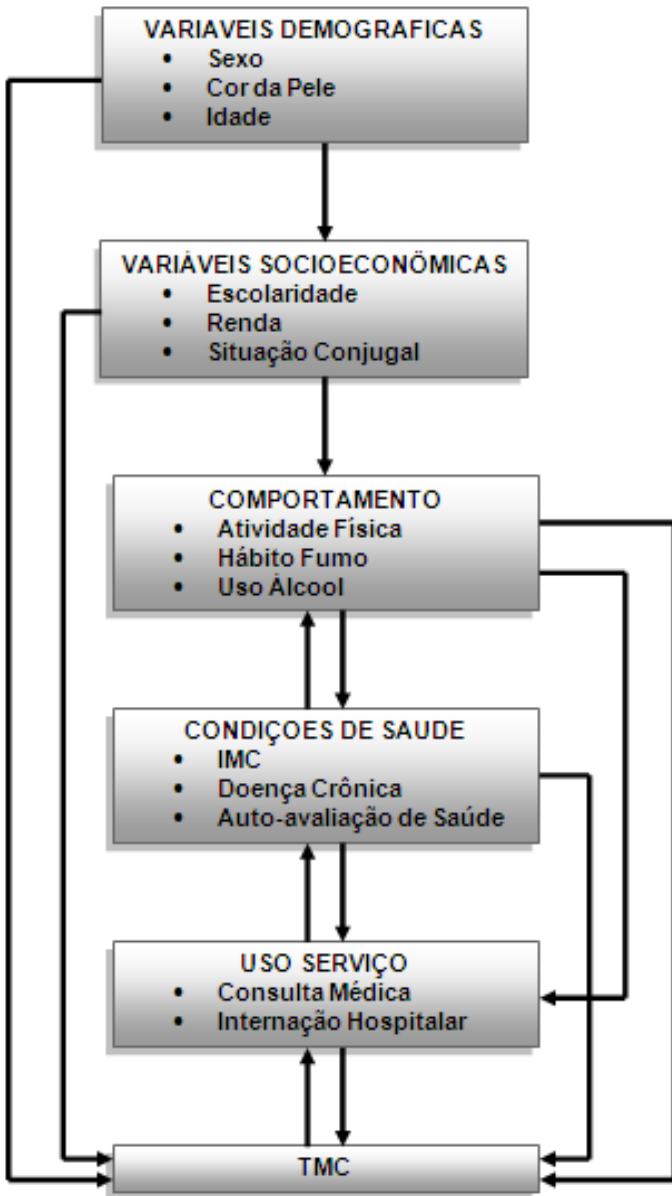 VARIAVEIS DEMOGRAFICAS
• Sexo
• Cor da Pele
• Idade
VARIÁVEIS SOCIOECONÔMICAS
• Escolaridade
• Renda
• Situação Conjugal
COMPORTAMENTO
• Atividade Física
• Hábito Fumo
• Uso Álcool
CONDIÇOES DE SAUDE
• IMC
• Doença Crônica
• Auto-avaliação de Saúde
USO SERVIÇO
• Consulta Médica
• Internação Hospitalar
TMC